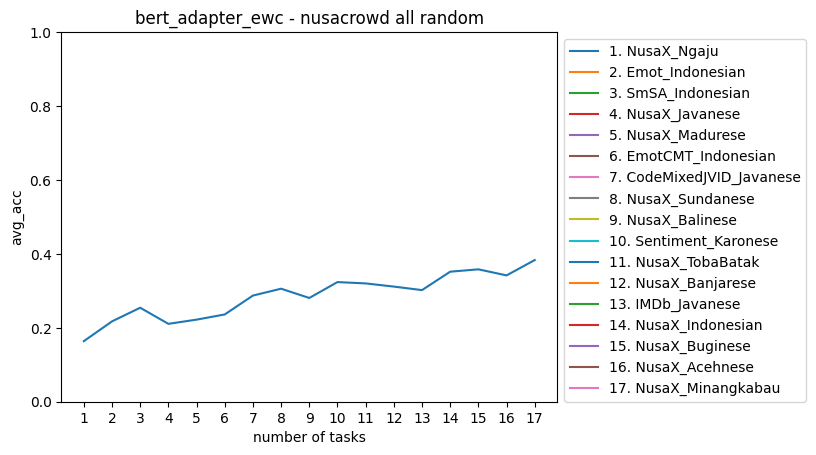 bert_adapter_ewc - nusacrowd all random
1.0
0.8
0.6
0.4
0.2
0.0
avg_acc
1 2 3 4 5 6 7 8 9 10 11 12 13 14 15 16 17
number of tasks
1. NusaX_Ngaju
2. Emot_Indonesian
3. SmSA_Indonesian
4. NusaX_Javanese
5. NusaX_Madurese
6. EmotCMT_Indonesian
7. CodeMixedJVID_Javanese
8. NusaX_Sundanese
9. NusaX_Balinese
10. Sentiment_Karonese
11. NusaX_TobaBatak
12. NusaX_Banjarese
13. IMDb_Javanese
14. NusaX_Indonesian
15. NusaX_Buginese
16. NusaX_Acehnese
17. NusaX_Minangkabau